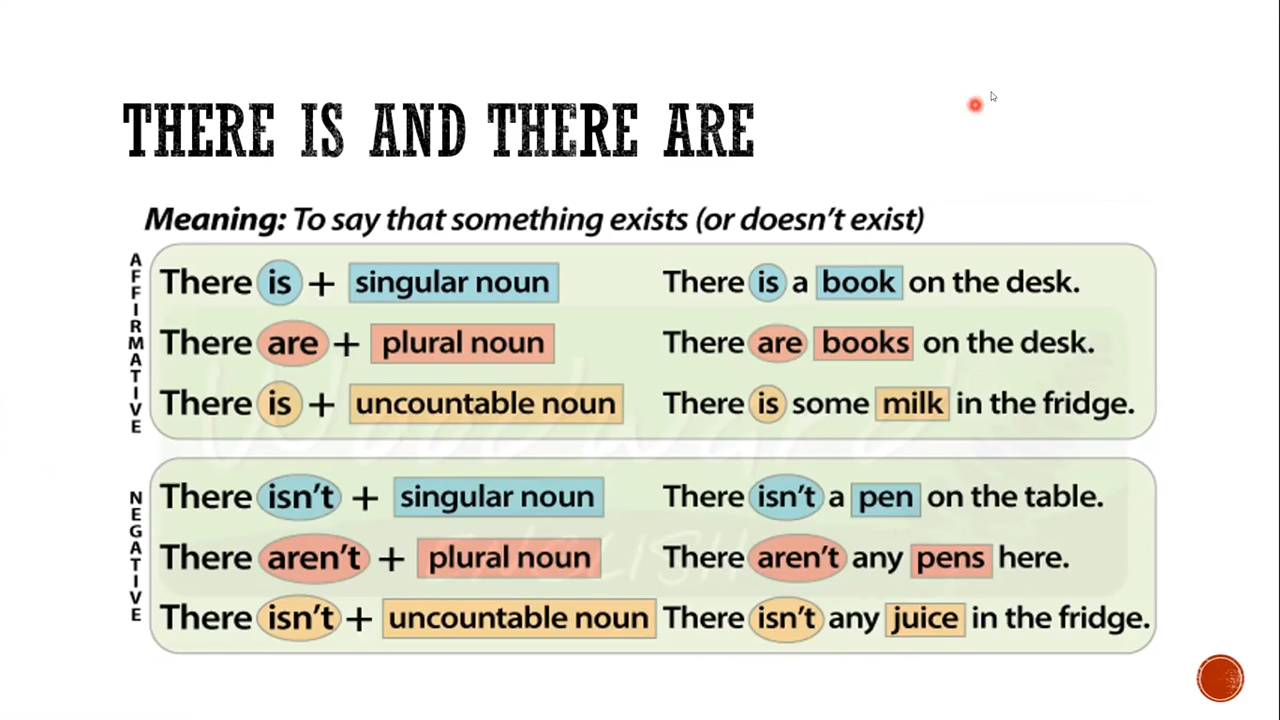 THERE IS AND THERE ARE
Meaning: To say that something exists (or doesn't exist)
AFFIRMATIVE
There is + singular noun There is a book on the desk.
There are + plural noun There are books on the desk.
There is + uncountable noun There is some milk in the fridge.
NEGATIVE
There isn't + singular noun There isn't a pen on the table.
There aren't + plural noun There aren't any pens here.
There isn't + uncountable noun There isn't any juice in the fridge.
Woodward
ENGLISH